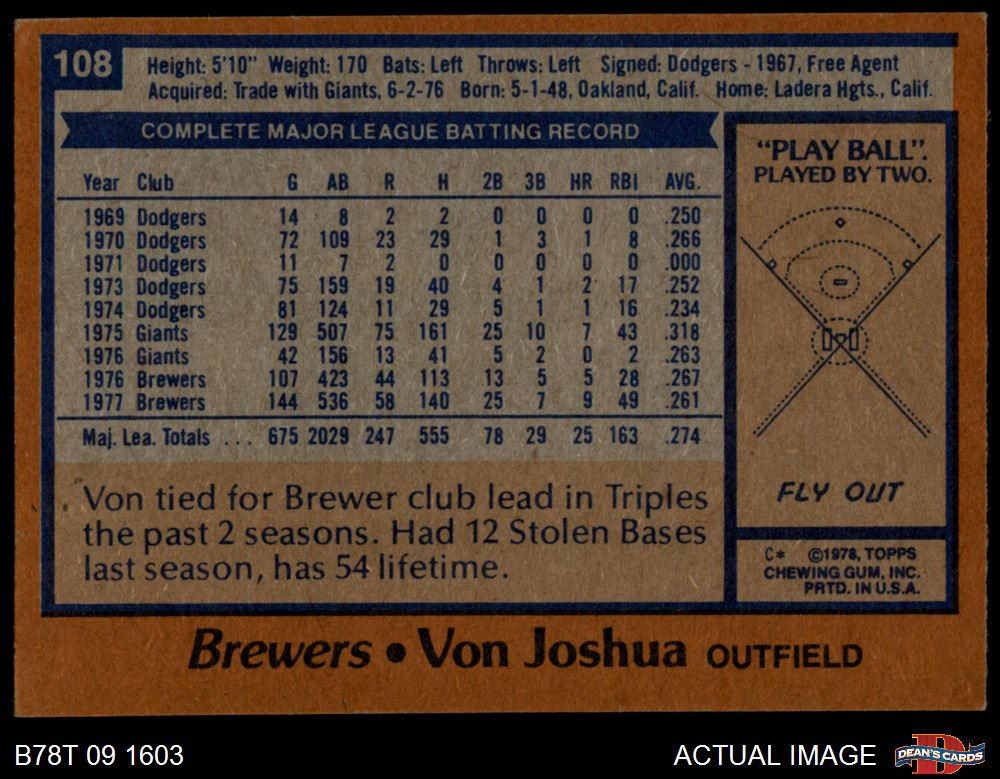 108
Height: 5'10" Weight: 170 Bats: Left Throws: Left Signed: Dodgers - 1967, Free Agent
Acquired: Trade with Giants, 6-2-76 Born: 5-1-48, Oakland, Calif. Home: Ladera Hgts., Calif.
COMPLETE MAJOR LEAGUE BATTING RECORD
Year Club G AB R H 2B 3B HR RBI AVG.
1969 Dodgers 14 8 2 2 0 0 0 0 .250
1970 Dodgers 72 109 23 29 1 3 1 8 .266
1971 Dodgers 11 7 2 0 0 0 0 0 .000
1973 Dodgers 75 159 19 40 4 1 2 17 .252
1974 Dodgers 81 124 11 29 5 1 1 16 .234
1975 Giants 129 507 75 161 25 10 7 43 .318
1976 Giants 42 156 13 41 5 2 0 2 .263
1976 Brewers 107 423 44 113 13 5 5 28 .267
1977 Brewers 144 536 58 140 25 7 9 49 .261
Maj. Lea. Totals ... 675 2029 247 555 78 29 25 163 .274
Von tied for Brewer club lead in Triples
the past 2 seasons. Had 12 Stolen Bases
last season, has 54 lifetime.
"PLAY BALL".
PLAYED BY TWO.
FLY OUT
C* ©1978, TOPPS
CHEWING GUM, INC.
PRTD. IN U.S.A.
Brewers • Von Joshua OUTFIELD
B78T 09 1603
ACTUAL IMAGE
D
DEAN'S CARDS